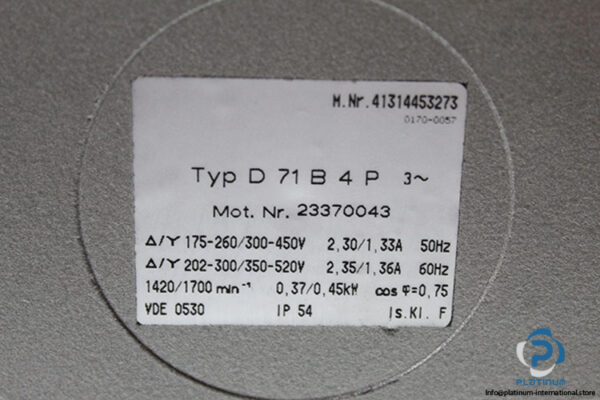 M.Nr. 41314453273
0170-0057
Typ D 71 B 4 P 3~
Mot. Nr. 23370043
Δ/Y 175-260/300-450V 2,30/1,33A 50Hz
Δ/Y 202-300/350-520V 2,35/1,36A 60Hz
1420/1700 min⁻¹ 0,37/0,45kW cos φ=0,75
VDE 0530 IP 54 Is.Kl. F
PLATINUM
Info@platinum-international.store